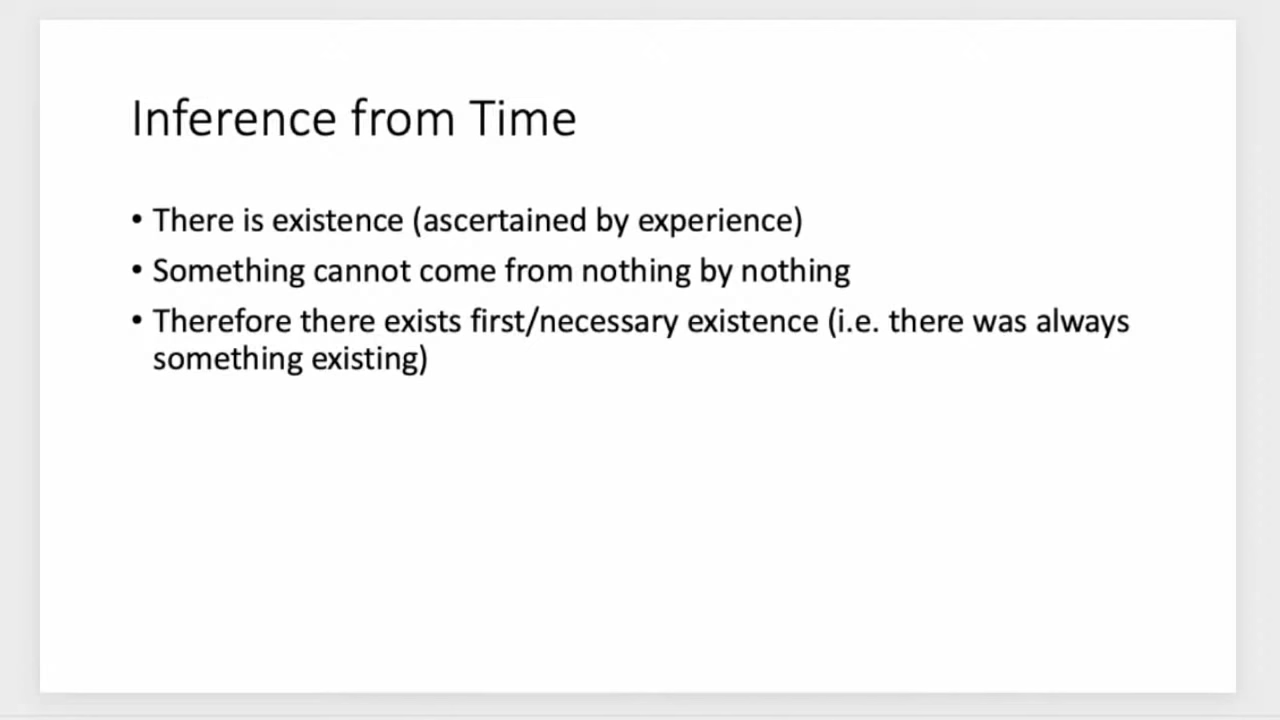 Inference from Time
• There is existence (ascertained by experience)
• Something cannot come from nothing by nothing
• Therefore there exists first/necessary existence (i.e. there was always
something existing)